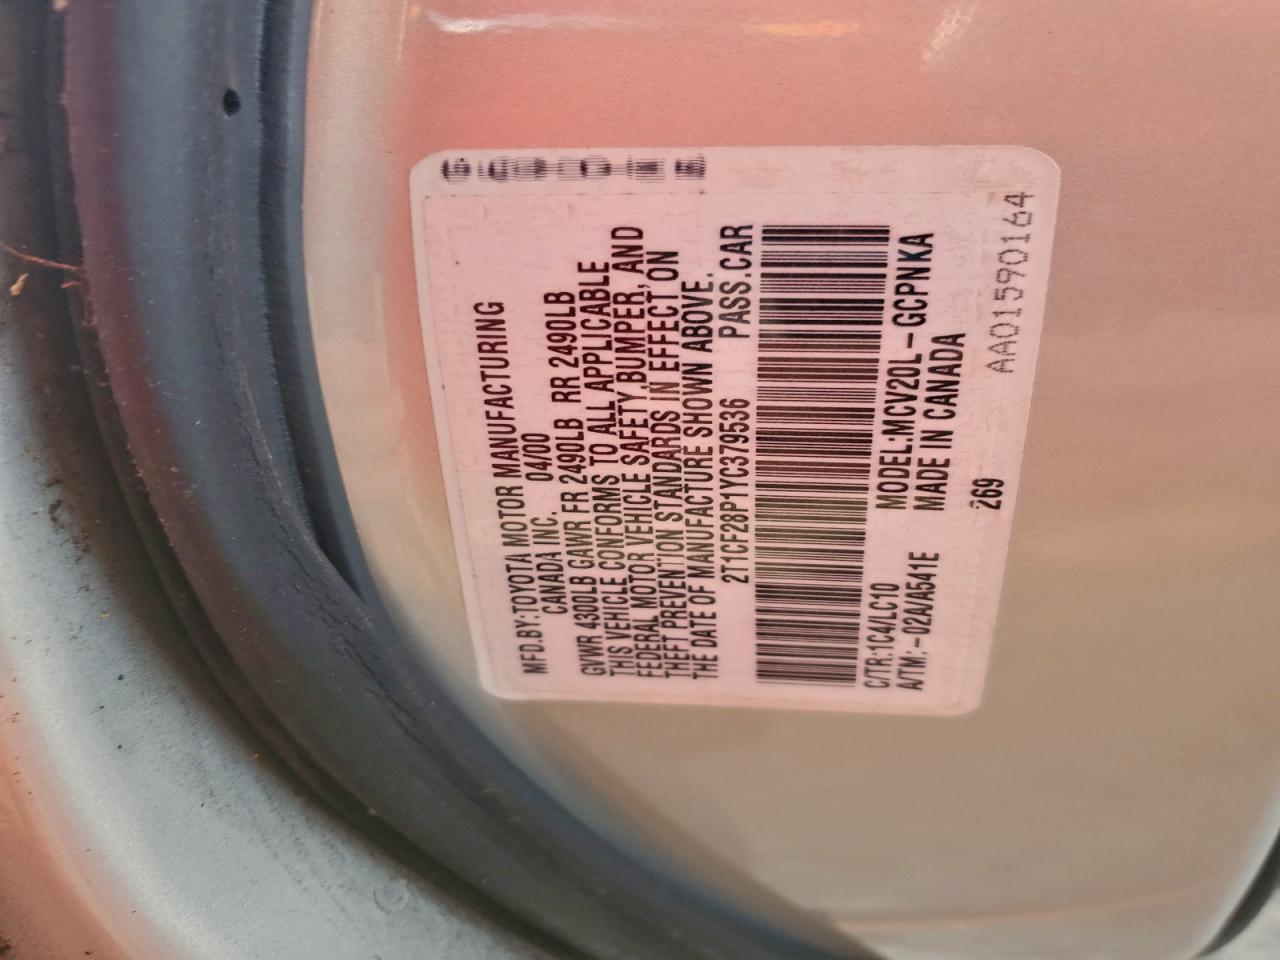 MFD.BY:TOYOTA MOTOR MANUFACTURING
CANADA INC. 04/00
GVWR 4300LB GAWR FR 2490LB RR 2490LB
THIS VEHICLE CONFORMS TO ALL APPLICABLE
FEDERAL MOTOR VEHICLE SAFETY,BUMPER, AND
THEFT PREVENTION STANDARDS IN EFFECT ON
THE DATE OF MANUFACTURE SHOWN ABOVE.
2T1CF28P1YC379536 PASS.CAR
C/TR:1C4/LC10 MODEL:MCV20L-GCPNKA
A/TM:-02A/A541E MADE IN CANADA
269
AA01590164